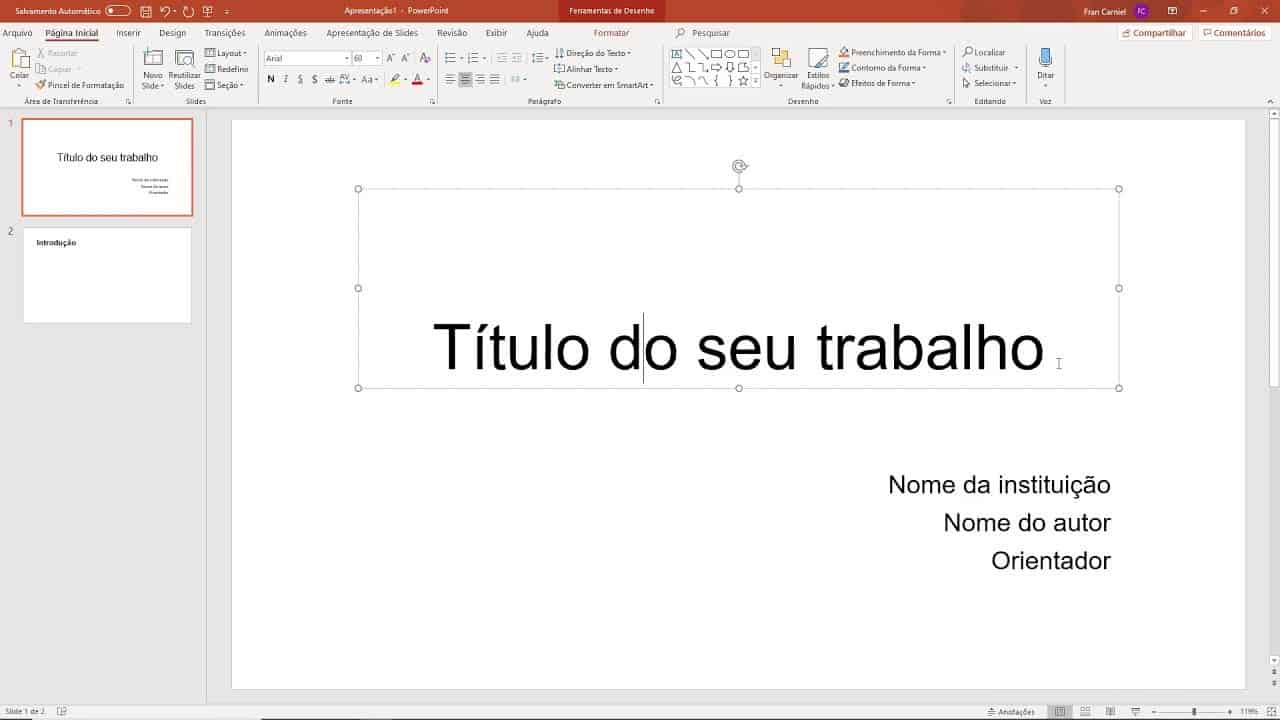 Salvamento Automático
Apresentação1 - PowerPoint
Ferramentas de Desenho
Fran Carniel
FC
Arquivo
Página Inicial
Inserir
Design
Transições
Animações
Apresentação de Slides
Revisão
Exibir
Ajuda
Formatar
Pesquisar
Compartilhar
Comentários
Colar
Recortar
Copiar
Pincel de Formatação
Área de Transferência
Novo Slide
Reutilizar Slides
Layout
Redefinir
Seção
Slides
Arial
60
N I S S ab AV Aa A
Fonte
Direção do Texto
Alinhar Texto
Converter em SmartArt
Parágrafo
Organizar
Estilos Rápidos
Preenchimento da Forma
Contorno da Forma
Efeitos de Forma
Desenho
Localizar
Substituir
Selecionar
Editando
Ditar
Voz
1
Título do seu trabalho
Nome da instituição
Nome do autor
Orientador
2
Introdução
Título do seu trabalho
Nome da instituição
Nome do autor
Orientador
Slide 1 de 2
Anotações
119%